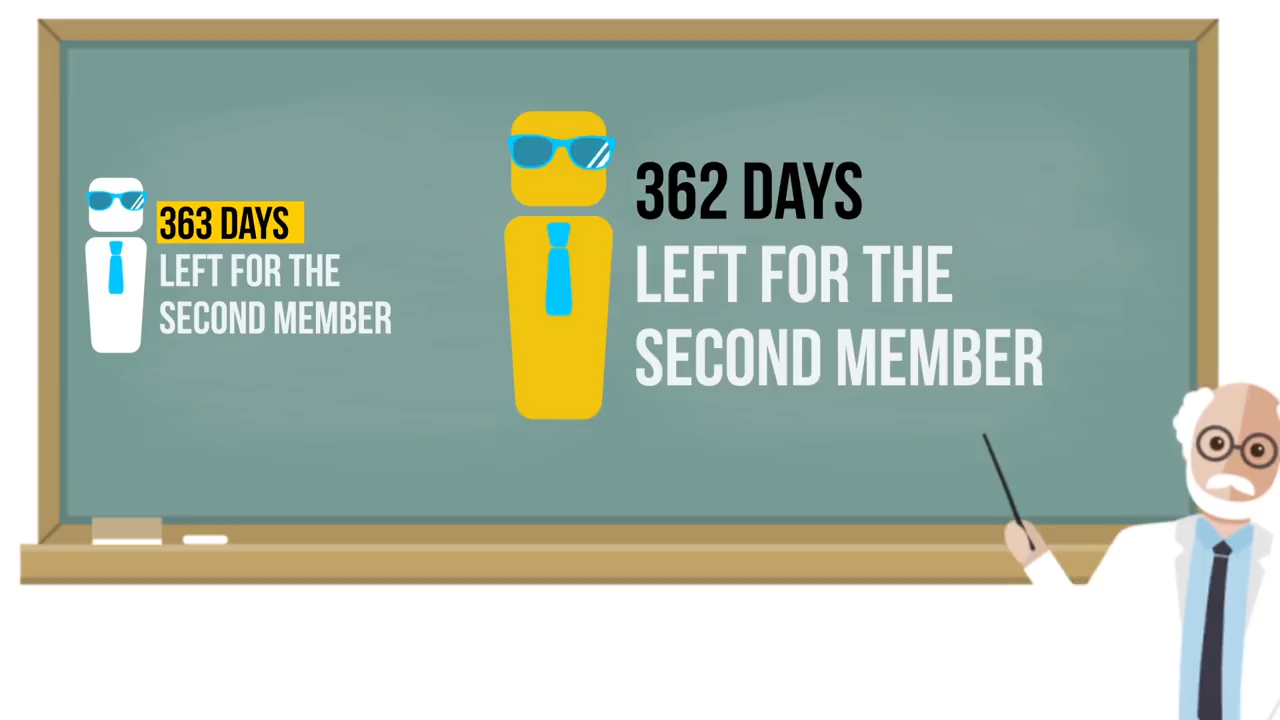 363 DAYS
LEFT FOR THE
SECOND MEMBER
362 DAYS
LEFT FOR THE
SECOND MEMBER